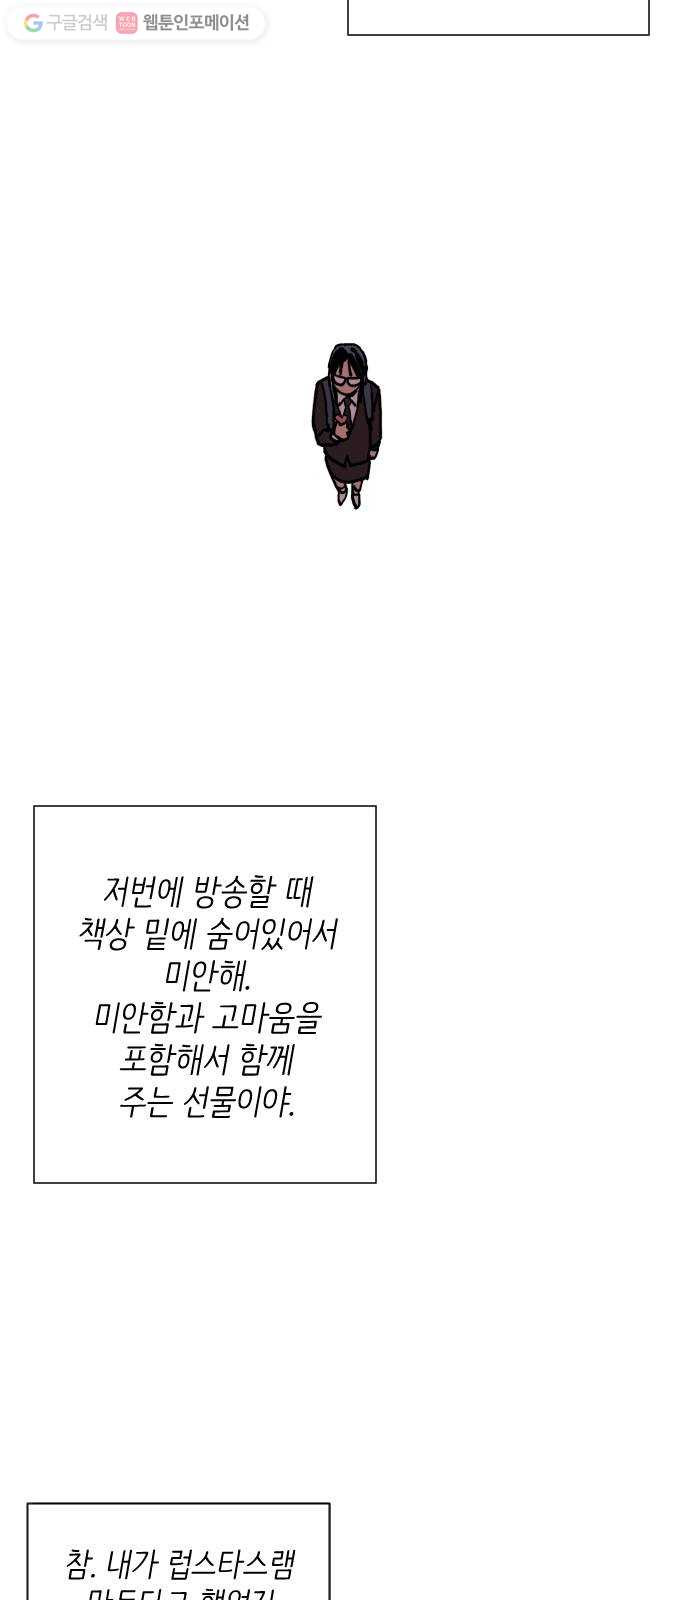 구글검색 WEB TOON 웹툰인포메이션
저번에 방송할 때
책상 밑에 숨어있어서
미안해.
미안함과 고마움을
포함해서 함께
주는 선물이야.
참. 내가 럽스타스램